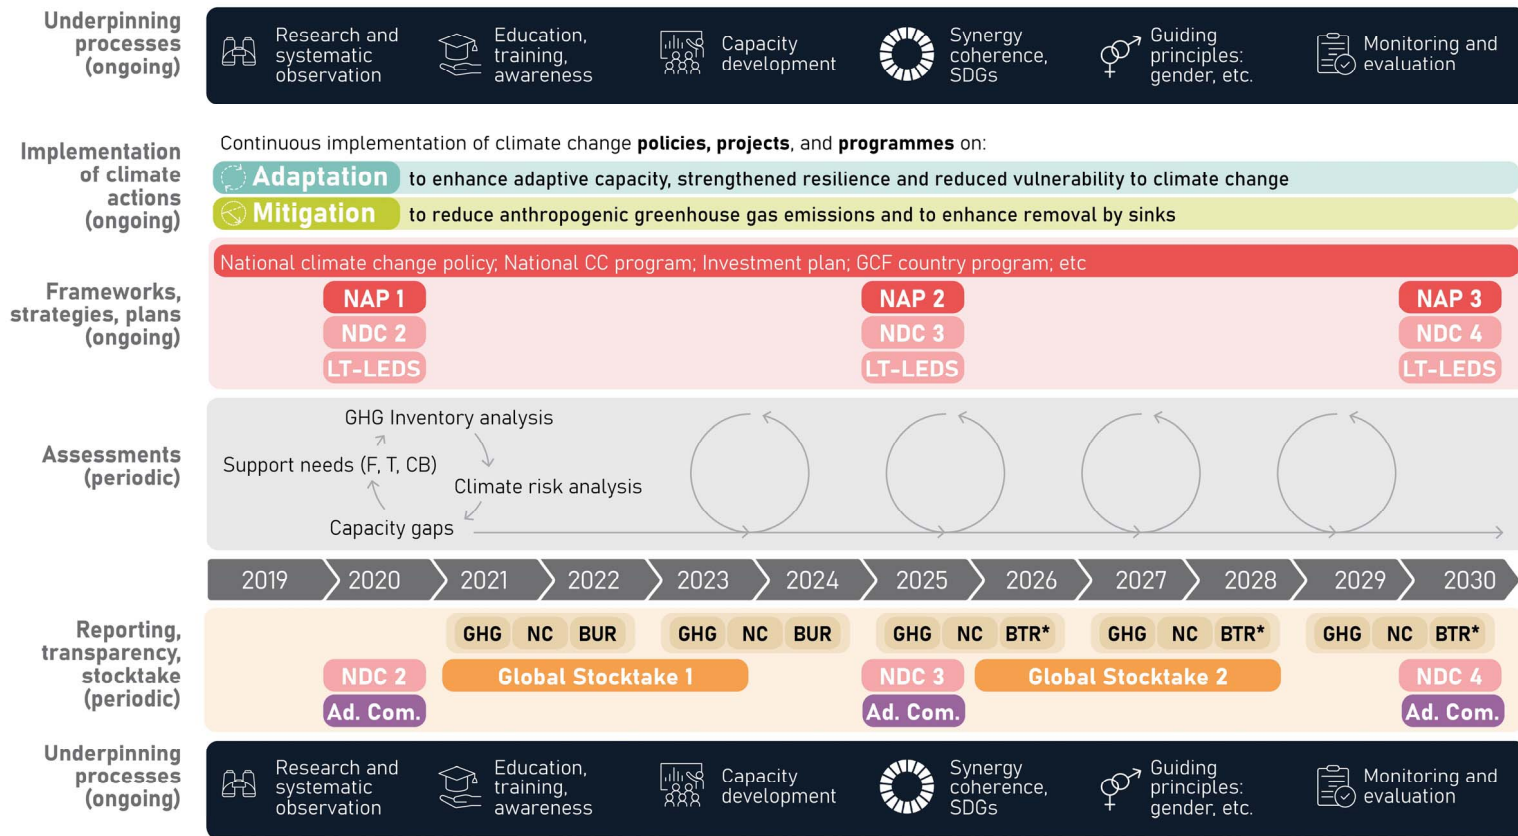 Underpinning
processes
(ongoing)
Research and
systematic
observation
Education,
training,
awareness
Capacity
development
Synergy
coherence,
SDGs
Guiding
principles:
gender, etc.
Monitoring and
evaluation
Implementation
of climate
actions
(ongoing)
Continuous implementation of climate change policies, projects, and programmes on:
Adaptation to enhance adaptive capacity, strengthened resilience and reduced vulnerability to climate change
Mitigation to reduce anthropogenic greenhouse gas emissions and to enhance removal by sinks
Frameworks,
strategies, plans
(ongoing)
National climate change policy; National CC program; Investment plan; GCF country program; etc
NAP 1 NAP 2 NAP 3
NDC 2 NDC 3 NDC 4
LT-LEDS LT-LEDS LT-LEDS
Assessments
(periodic)
GHG Inventory analysis
Support needs (F, T, CB)
Climate risk analysis
Capacity gaps
2019 2020 2021 2022 2023 2024 2025 2026 2027 2028 2029 2030
Reporting,
transparency,
stocktake
(periodic)
GHG NC BUR GHG NC BUR GHG NC BTR* GHG NC BTR* GHG NC BTR*
NDC 2 Global Stocktake 1 NDC 3 Global Stocktake 2 NDC 4
Ad. Com. Ad. Com. Ad. Com.
Underpinning
processes
(ongoing)
Research and
systematic
observation
Education,
training,
awareness
Capacity
development
Synergy
coherence,
SDGs
Guiding
principles:
gender, etc.
Monitoring and
evaluation